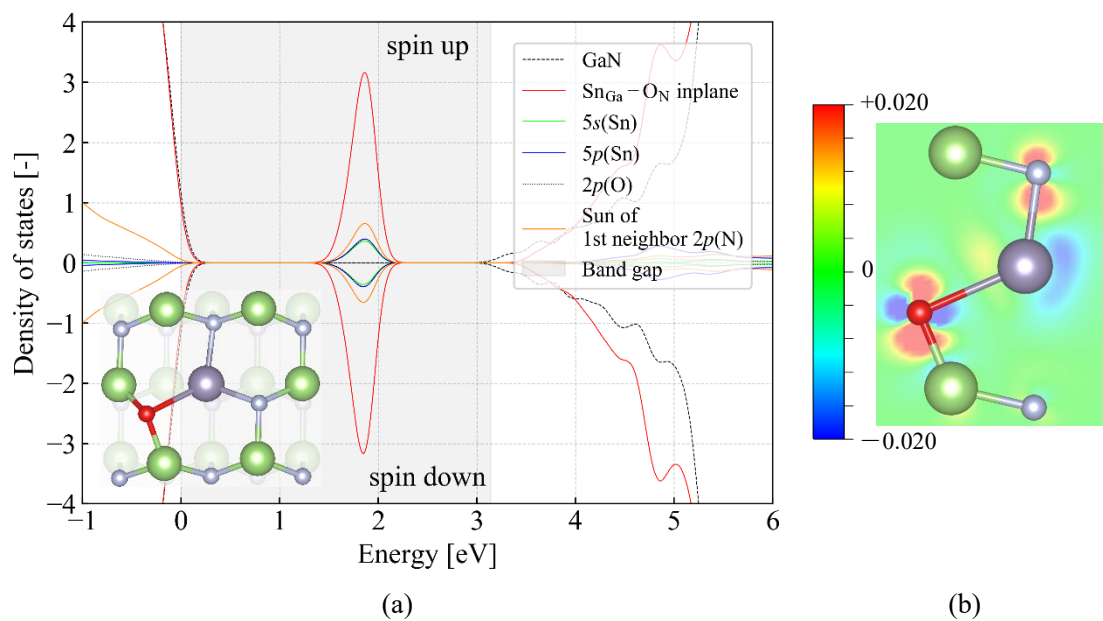 spin up
GaN
SnGa−ON inplane
5s(Sn)
5p(Sn)
2p(O)
Sun of
1st neighbor 2p(N)
Band gap
spin down
Density of states [-]
4
3
2
1
0
−1
−2
−3
−4
−1 0 1 2 3 4 5 6
Energy [eV]
(a)
+0.020
0
−0.020
(b)